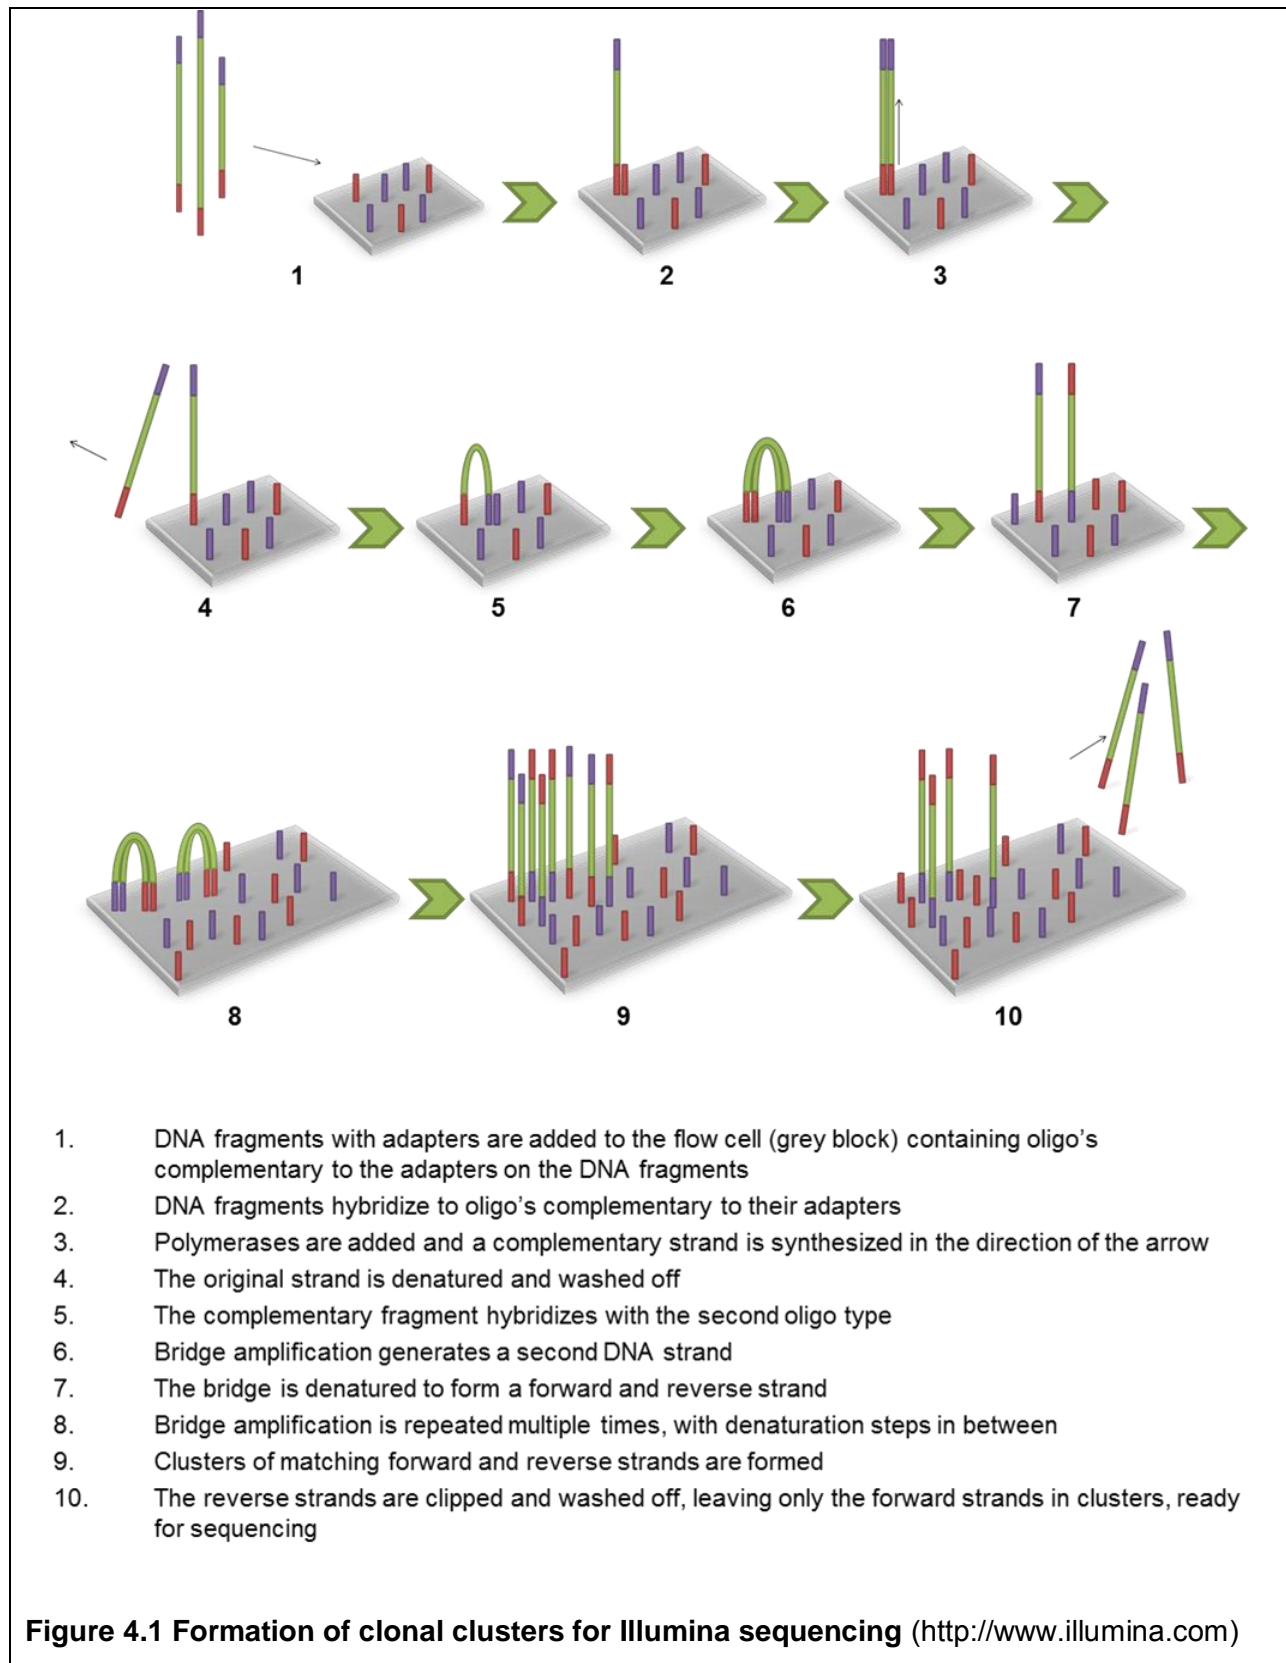 1
2
3
4
5
6
7
8
9
10
1. DNA fragments with adapters are added to the flow cell (grey block) containing oligo's
complementary to the adapters on the DNA fragments
2. DNA fragments hybridize to oligo's complementary to their adapters
3. Polymerases are added and a complementary strand is synthesized in the direction of the arrow
4. The original strand is denatured and washed off
5. The complementary fragment hybridizes with the second oligo type
6. Bridge amplification generates a second DNA strand
7. The bridge is denatured to form a forward and reverse strand
8. Bridge amplification is repeated multiple times, with denaturation steps in between
9. Clusters of matching forward and reverse strands are formed
10. The reverse strands are clipped and washed off, leaving only the forward strands in clusters, ready
for sequencing
Figure 4.1 Formation of clonal clusters for Illumina sequencing (http://www.illumina.com)